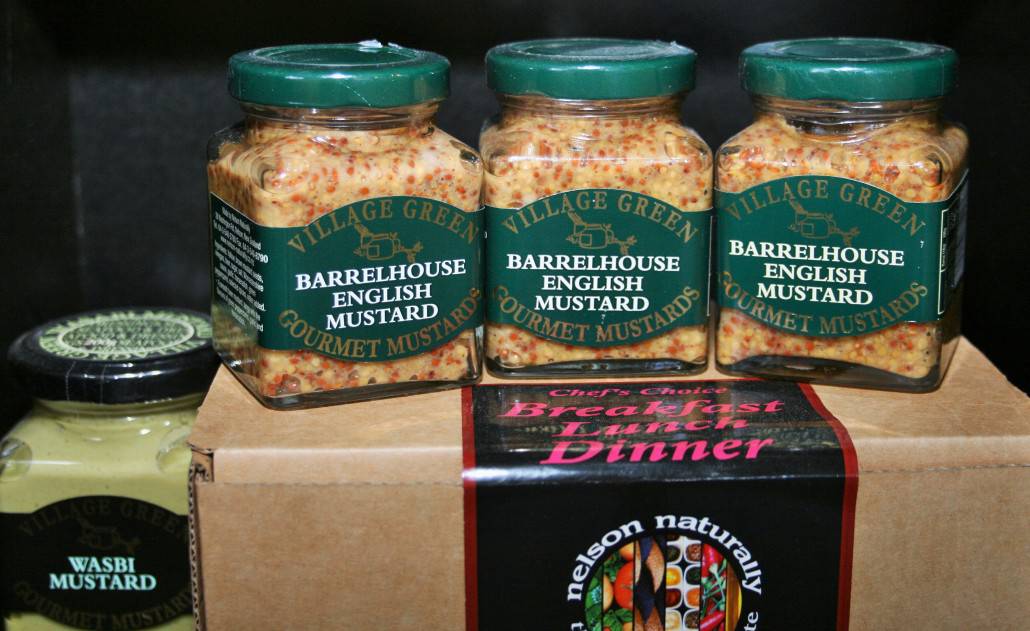 VILLAGE GREEN
BARRELHOUSE
ENGLISH
MUSTARD
GOURMET MUSTARDS
VILLAGE GREEN
BARRELHOUSE
ENGLISH
MUSTARD
GOURMET MUSTARDS
VILLAGE GREEN
BARRELHOUSE
ENGLISH
MUSTARD
GOURMET MUSTARDS
Chef's Choice
Breakfast
Lunch
Dinner
nelson naturally
VILLAGE GREEN
WASBI
MUSTARD
GOURMET MUSTARDS